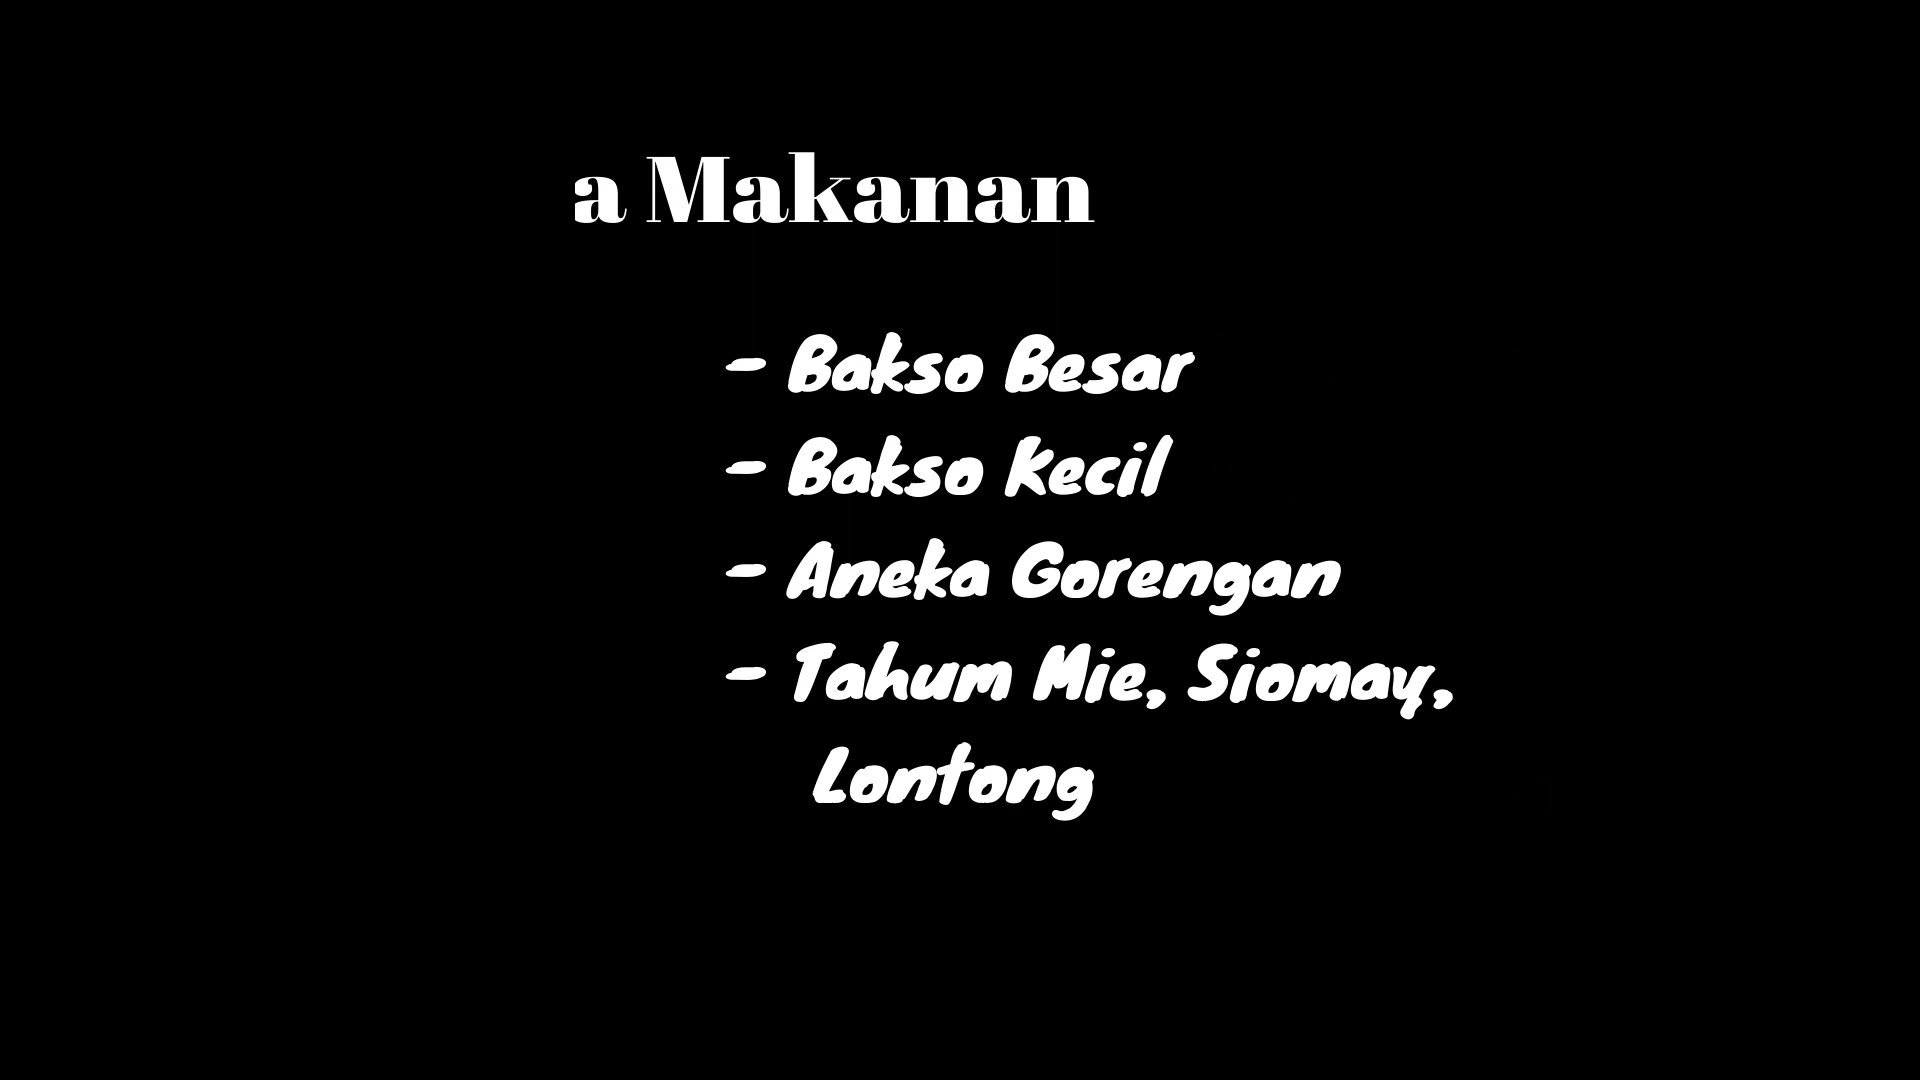 a Makanan
- Bakso Besar
- Bakso Kecil
- Aneka Gorengan
- Tahum Mie, Siomay,
Lontong